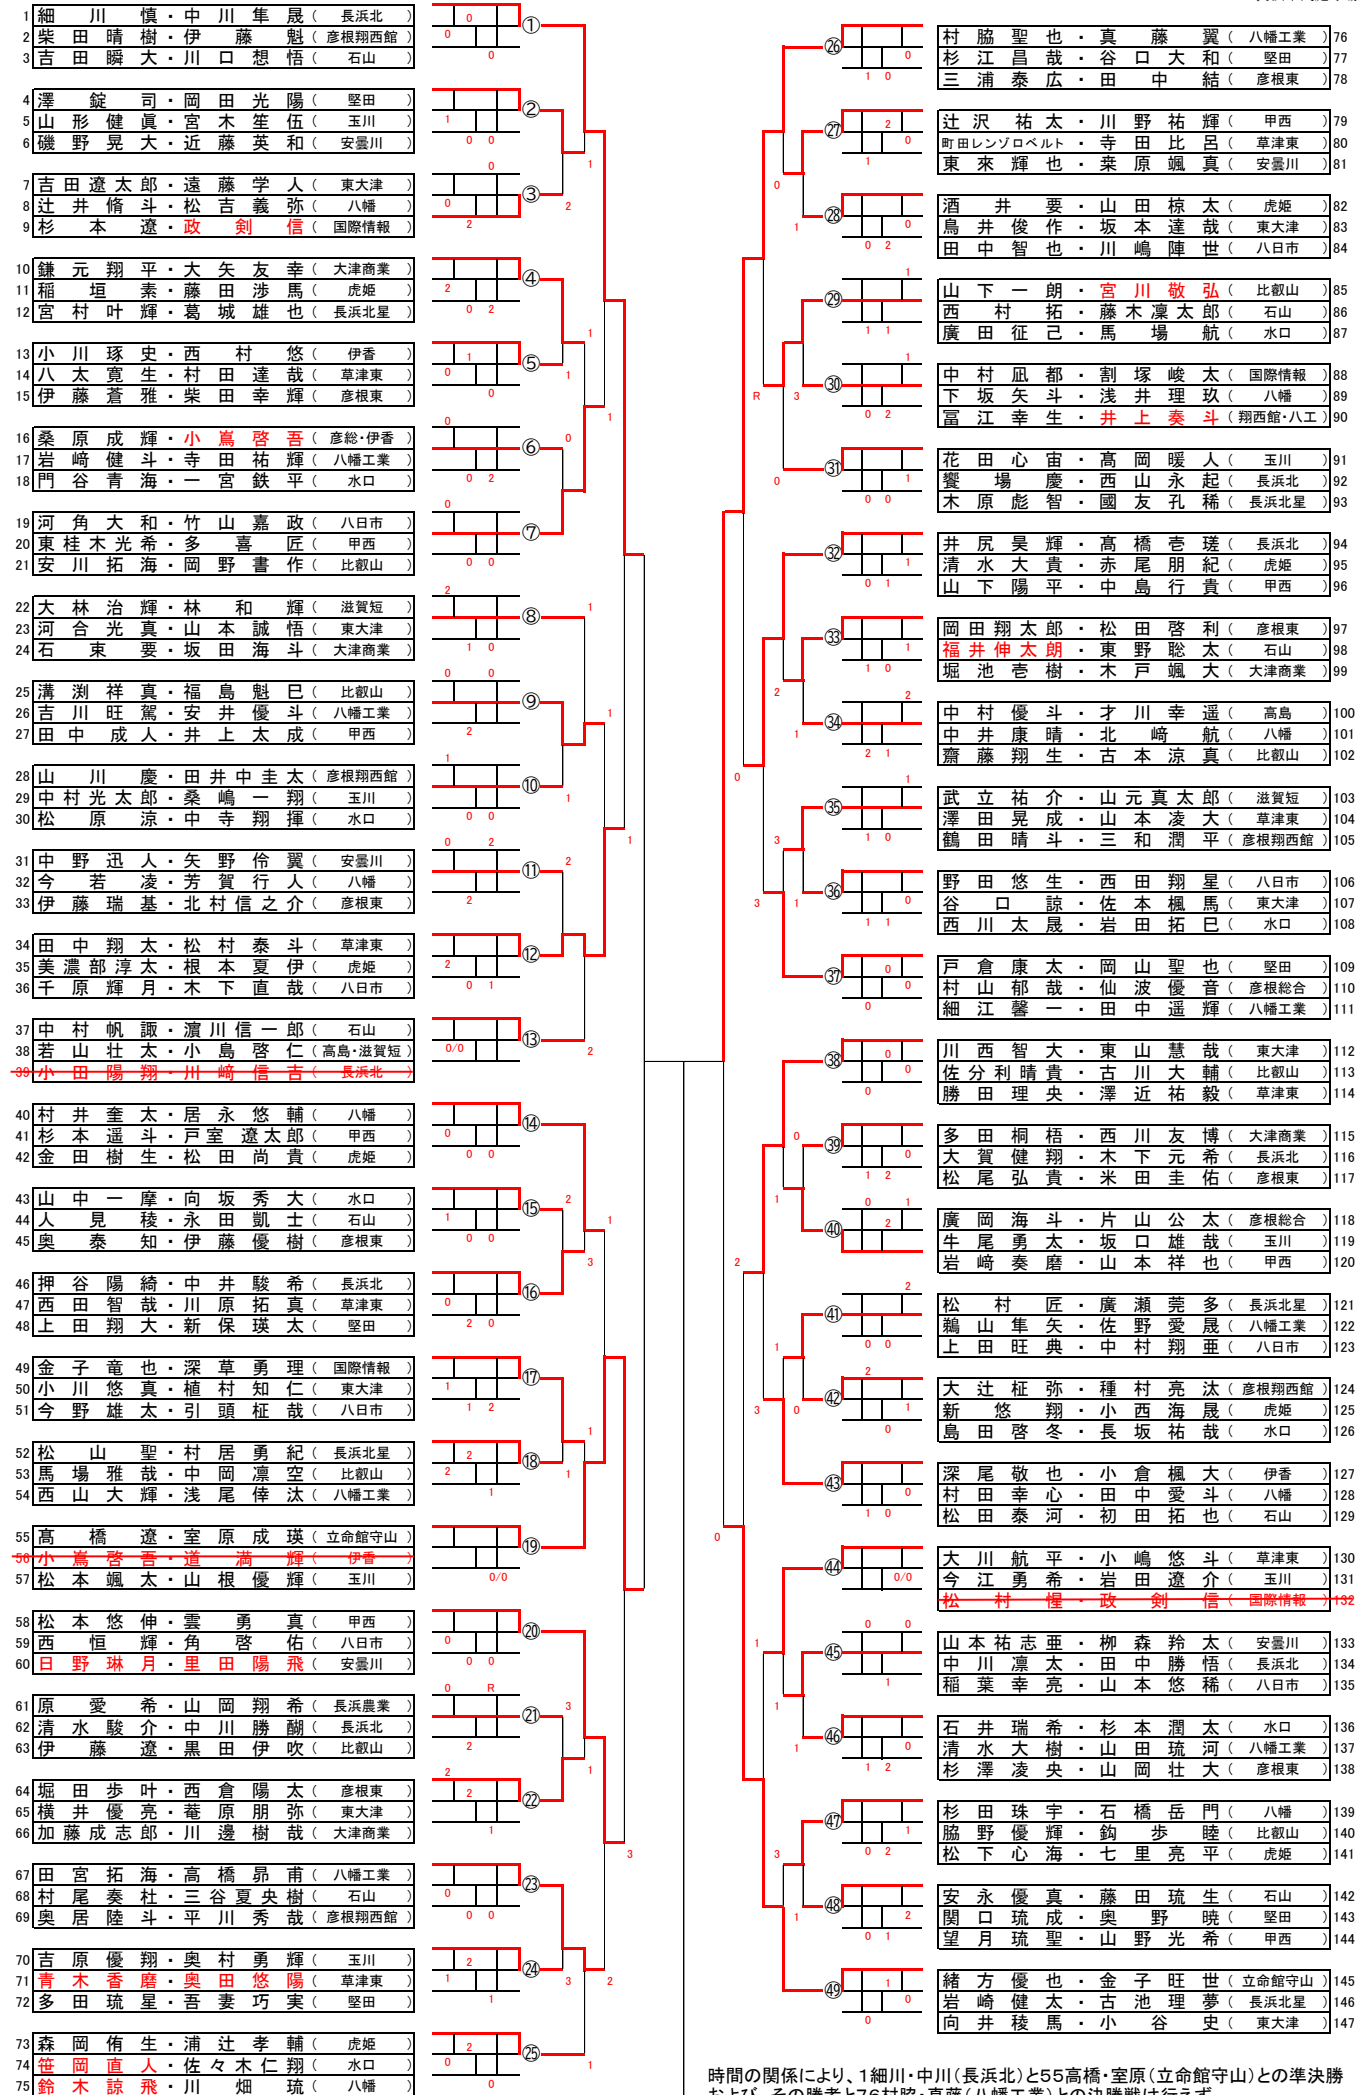 1 細川慎・中川隼晟（長浜北）
2 柴田晴樹・伊藤魁（彦根翔西館）
3 吉田瞬大・川口想悟（石山）
4 澤錠司・岡田光陽（堅田）
5 山形健眞・宮木笙伍（玉川）
6 磯野晃大・近藤英和（安曇川）
7 吉田遼太郎・遠藤学人（東大津）
8 辻井脩斗・松吉義弥（八幡）
9 杉本遼・政剣信（国際情報）
10 鎌元翔平・大矢友幸（大津商業）
11 稲垣素・藤田渉馬（虎姫）
12 宮村叶輝・葛城雄也（長浜北星）
13 小川琢史・西村悠（伊香）
14 八太寛生・村田達哉（草津東）
15 伊藤蒼雅・柴田幸輝（彦根東）
16 桑原成輝・小嶌啓吾（彦総・伊香）
17 岩﨑健斗・寺田祐輝（八幡工業）
18 門谷青海・一宮鉄平（水口）
19 河角大和・竹山嘉政（八日市）
20 東桂木光希・多喜匠（甲西）
21 安川拓海・岡野書作（比叡山）
22 大林治輝・林和輝（滋賀短）
23 河合光真・山本誠悟（東大津）
24 石束要・坂田海斗（大津商業）
25 溝渕祥真・福島魁巳（比叡山）
26 吉川旺駕・安井優斗（八幡工業）
27 田中成人・井上太成（甲西）
28 山川慶・田井中圭太（彦根翔西館）
29 中村光太郎・桑嶋一翔（玉川）
30 松原涼・中寺翔揮（水口）
31 中野迅人・矢野伶翼（安曇川）
32 今若凌・芳賀行人（八幡）
33 伊藤瑞基・北村信之介（彦根東）
34 田中翔太・松村泰斗（草津東）
35 美濃部淳太・根本夏伊（虎姫）
36 千原輝月・木下直哉（八日市）
37 中村帆諏・濵川信一郎（石山）
38 若山壮太・小島啓仁（高島・滋賀短）
39 小田陽翔・川﨑信吉（長浜北）
40 村井奎太・居永悠輔（八幡）
41 杉本遥斗・戸室遼太郎（甲西）
42 金田樹生・松田尚貴（虎姫）
43 山中一摩・向坂秀大（水口）
44 人見稜・永田凱士（石山）
45 奥泰知・伊藤優樹（彦根東）
46 押谷陽綺・中井駿希（長浜北）
47 西田智哉・川原拓真（草津東）
48 上田翔大・新保瑛太（堅田）
49 金子竜也・深草勇理（国際情報）
50 小川悠真・植村知仁（東大津）
51 今野雄太・引頭柾哉（八日市）
52 松山聖・村居勇紀（長浜北星）
53 馬場雅哉・中岡凛空（比叡山）
54 西山大輝・浅尾倖汰（八幡工業）
55 髙橋遼・室原成瑛（立命館守山）
56 小嶌啓吾・道満輝（伊香）
57 松本颯太・山根優輝（玉川）
58 松本悠伸・雲勇真（甲西）
59 西恒輝・角啓佑（八日市）
60 日野琳月・里田陽飛（安曇川）
61 原愛希・山岡翔希（長浜農業）
62 清水駿介・中川勝醐（長浜北）
63 伊藤遼・黒田伊吹（比叡山）
64 堀田歩叶・西倉陽太（彦根東）
65 横井優亮・菴原朋弥（東大津）
66 加藤成志郎・川邊樹哉（大津商業）
67 田宮拓海・高橋昴甫（八幡工業）
68 村尾奏杜・三谷夏央樹（石山）
69 奥居陸斗・平川秀哉（彦根翔西館）
70 吉原優翔・奥村勇輝（玉川）
71 青木香磨・奥田悠陽（草津東）
72 多田琉星・吾妻巧実（堅田）
73 森岡侑生・浦辻孝輔（虎姫）
74 笹岡直人・佐々木仁翔（水口）
75 鈴木諒飛・川畑琉（八幡）
村脇聖也・真藤翼（八幡工業）76
杉江昌哉・谷口大和（堅田）77
三浦泰広・田中結（彦根東）78
辻沢祐太・川野祐輝（甲西）79
町田レンゾロベルト・寺田比呂（草津東）80
東來輝也・桒原颯真（安曇川）81
酒井要・山田椋太（虎姫）82
鳥井俊作・坂本達哉（東大津）83
田中智也・川嶋陣世（八日市）84
山下一朗・宮川敬弘（比叡山）85
西村拓・藤木凜太郎（石山）86
廣田征己・馬場航（水口）87
中村凪都・割塚峻太（国際情報）88
下坂矢斗・浅井理玖（八幡）89
冨江幸生・井上奏斗（翔西館・八工）90
花田心宙・髙岡暖人（玉川）91
饗場慶・西山永起（長浜北）92
木原彪智・國友孔稀（長浜北星）93
井尻昊輝・髙橋壱瑳（長浜北）94
清水大貴・赤尾朋紀（虎姫）95
山下陽平・中島行貴（甲西）96
岡田翔太郎・松田啓利（彦根東）97
福井伸太朗・東野聡太（石山）98
堀池壱樹・木戸颯大（大津商業）99
中村優斗・才川幸遥（高島）100
中井康晴・北﨑航（八幡）101
齋藤翔生・古本涼真（比叡山）102
武立祐介・山元真太郎（滋賀短）103
澤田晃成・山本凌大（草津東）104
鶴田晴斗・三和潤平（彦根翔西館）105
野田悠生・西田翔星（八日市）106
谷口諒・佐本楓馬（東大津）107
西川太晟・岩田拓巳（水口）108
戸倉康太・岡山聖也（堅田）109
村山郁哉・仙波優音（彦根総合）110
細江馨一・田中遥輝（八幡工業）111
川西智大・東山慧哉（東大津）112
佐分利晴貴・古川大輔（比叡山）113
勝田理央・澤近祐毅（草津東）114
多田桐梧・西川友博（大津商業）115
大賀健翔・木下元希（長浜北）116
松尾弘貴・米田圭佑（彦根東）117
廣岡海斗・片山公太（彦根総合）118
牛尾勇太・坂口雄哉（玉川）119
岩﨑奏磨・山本祥也（甲西）120
松村匠・廣瀬莞多（長浜北星）121
鵜山隼矢・佐野愛晟（八幡工業）122
上田旺典・中村翔亜（八日市）123
大辻柾弥・種村亮汰（彦根翔西館）124
新悠翔・小西海晟（虎姫）125
島田啓冬・長坂祐哉（水口）126
深尾敬也・小倉楓大（伊香）127
村田幸心・田中愛斗（八幡）128
松田泰河・初田拓也（石山）129
大川航平・小嶋悠斗（草津東）130
今江勇希・岩田遼介（玉川）131
松村惺・政剣信（国際情報）132
山本祐志亜・栁森羚太（安曇川）133
中川凛太・田中勝悟（長浜北）134
稲葉幸亮・山本悠稀（八日市）135
石井瑞希・杉本潤太（水口）136
清水大樹・山田琉河（八幡工業）137
杉澤凌央・山岡壮大（彦根東）138
杉田珠宇・石橋岳門（八幡）139
脇野優輝・鈎歩睦（比叡山）140
松下心海・七里亮平（虎姫）141
安永優真・藤田琉生（石山）142
関口琉成・奥野暁（堅田）143
望月琉聖・山野光希（甲西）144
緒方優也・金子旺世（立命館守山）145
岩崎健太・古池理夢（長浜北星）146
向井稜馬・小谷史（東大津）147
時間の関係により、1細川・中川（長浜北）と55高橋・室原（立命館守山）との準決勝
および、その勝者と76村脇・真藤（八幡工業）との決勝戦は行えず